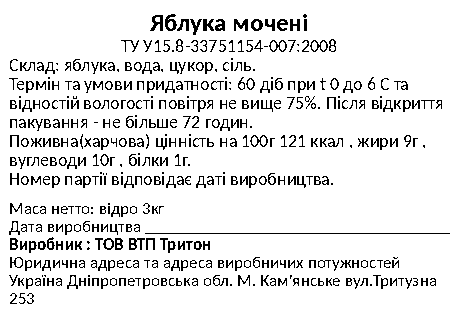 Яблука мочені
ТУ У15.8-33751154-007:2008
Склад: яблука, вода, цукор, сіль.
Термін та умови придатності: 60 діб при t 0 до 6 С та
відностій вологості повітря не вище 75%. Після відкриття
пакування - не більше 72 годин.
Поживна(харчова) цінність на 100г 121 ккал , жири 9г ,
вуглеводи 10г , білки 1г.
Номер партії відповідає даті виробництва.
Маса нетто: відро 3кг
Дата виробництва ___________________________________
Виробник : ТОВ ВТП Тритон
Юридична адреса та адреса виробничих потужностей
Україна Дніпропетровська обл. М. Кам'янське вул.Тритузна
253